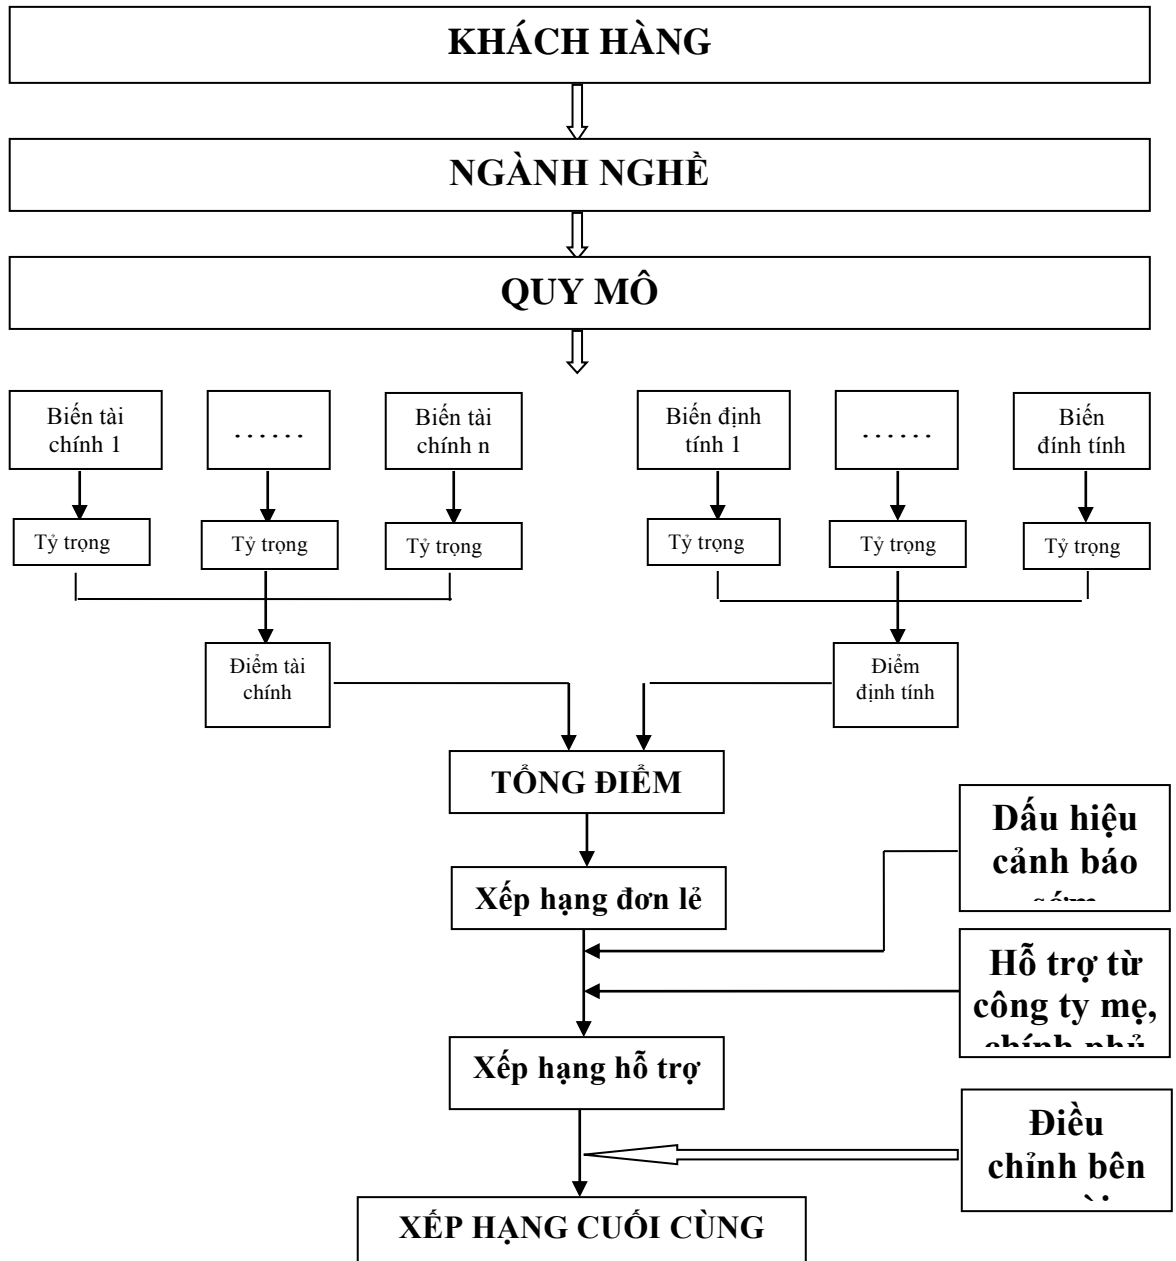 KHÁCH HÀNG
NGÀNH NGHỀ
QUY MÔ
Biến tài
chính 1
......
Biến tài
chính n
Biến định
tính 1
......
Biến
đính tính
Tỷ trọng
Tỷ trọng
Tỷ trọng
Tỷ trọng
Tỷ trọng
Tỷ trọng
Điểm tài
chính
Điểm
định tính
TỔNG ĐIỂM
Dấu hiệu
cảnh báo
sớm
Xếp hạng đơn lẻ
Hỗ trợ từ
công ty mẹ,
chính phủ
Xếp hạng hỗ trợ
Điều
chỉnh bên
XẾP HẠNG CUỐI CÙNG